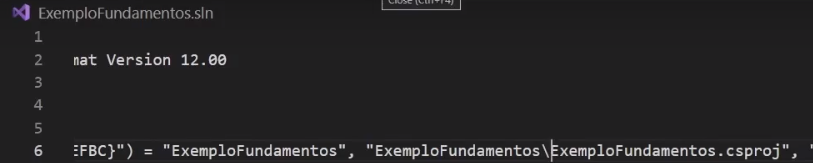 ExemploFundamentos.sln
Close (Ctrl+F4)
1
2 mat Version 12.00
3
4
5
6 EFBC}") = "ExemploFundamentos", "ExemploFundamentos\ExemploFundamentos.csproj", "